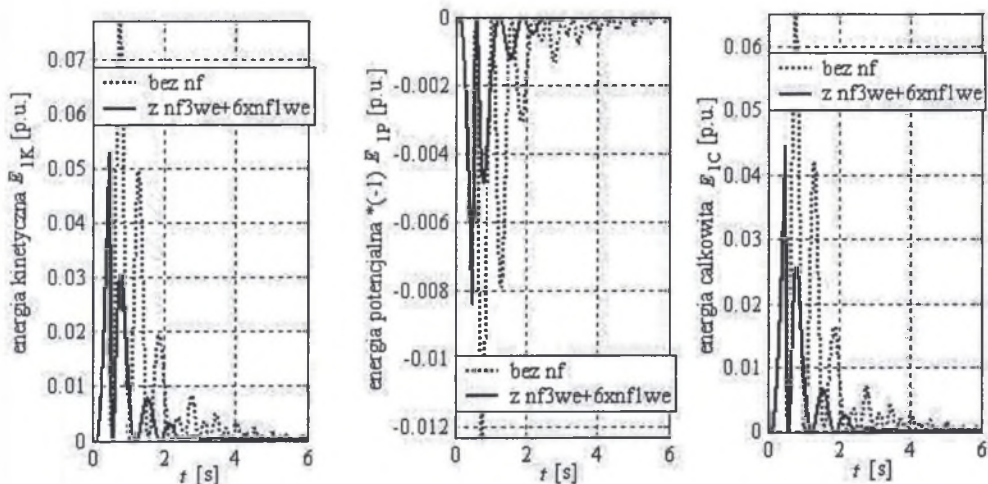 energia kinetyczna E1K [p.u.]
0.07
0.06
0.05
0.04
0.03
0.02
0.01
0
bez nf
z nf3we+6xnf1we
0 2 4 6
t [s]
energia potencjalna *(-1) E1P [p.u.]
0
-0.002
-0.004
-0.006
-0.008
-0.01
-0.012
bez nf
z nf3we+6xnf1we
0 2 4 6
t [s]
energia calkowita E1C [p.u.]
0.06
0.05
0.04
0.03
0.02
0.01
0
bez nf
z nf3we+6xnf1we
0 2 4 6
t [s]